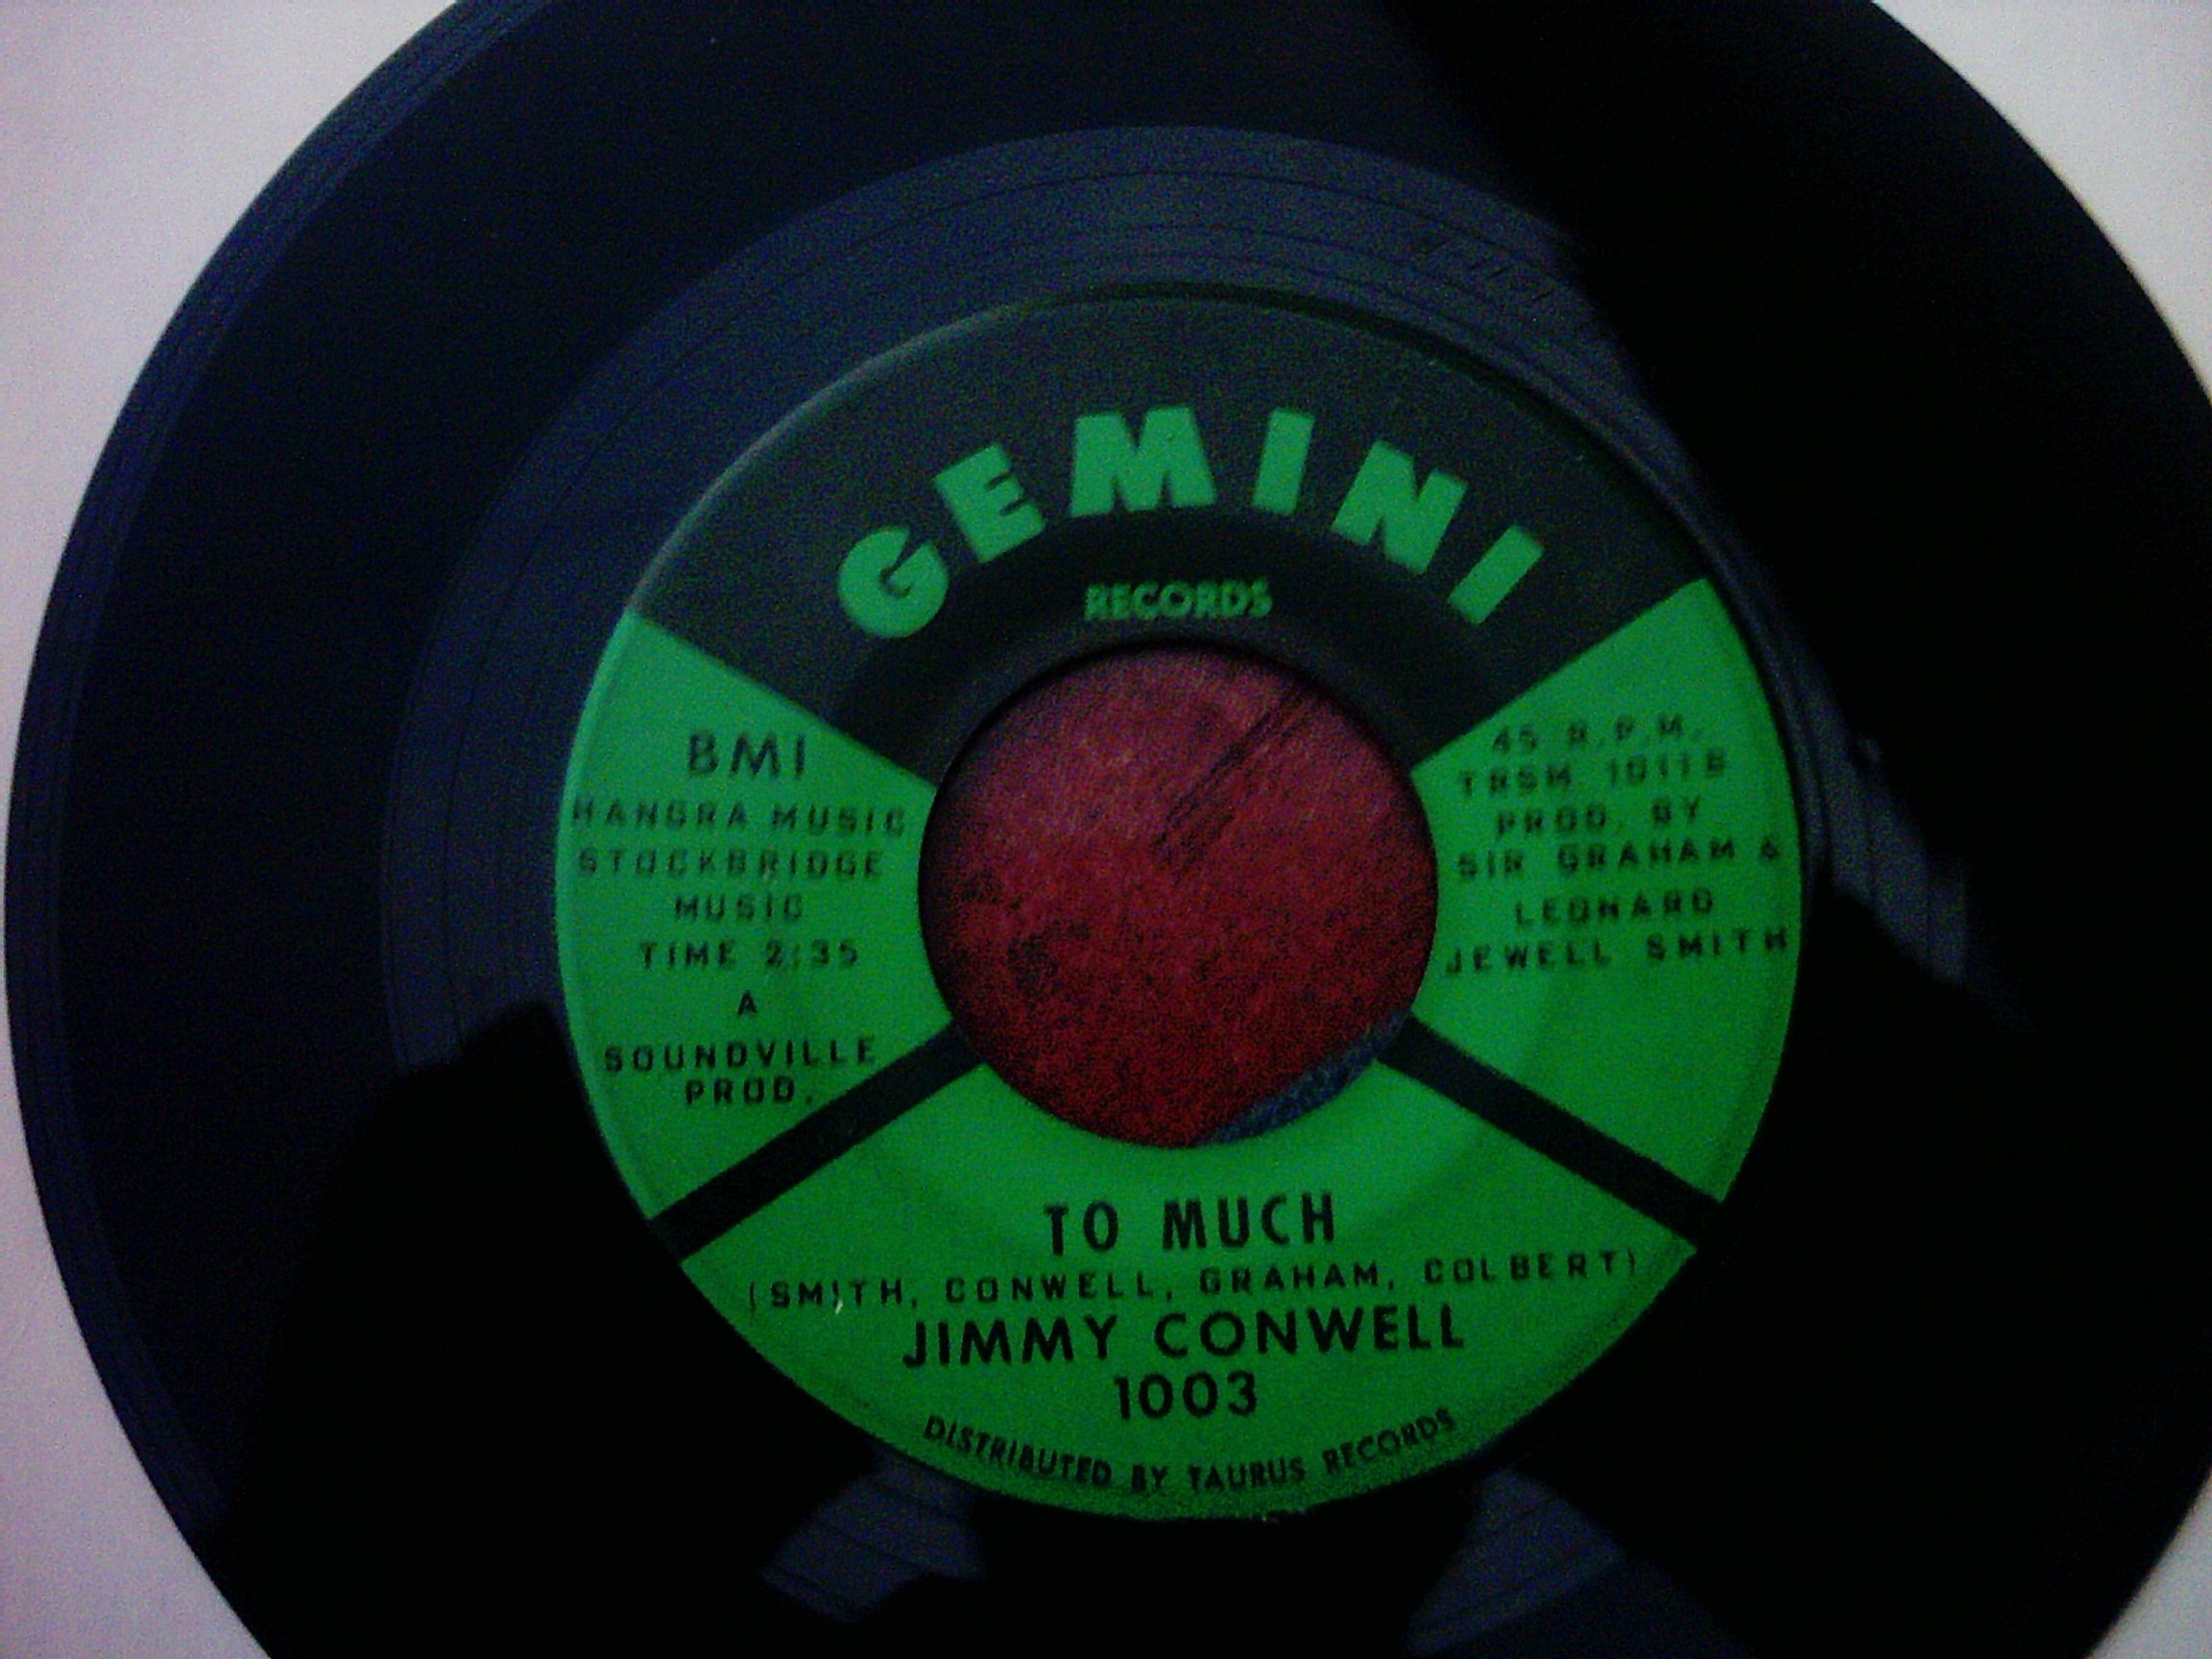 GEMINI
RECORDS
BMI
HANGRA MUSIC
STOCKBRIDGE
MUSIC
TIME 2:35
A
SOUNDVILLE
PROD.
45 R.P.M.
TRSM 1011B
PROD. BY
SIR GRAHAM &
LEONARD
JEWELL SMITH
TO MUCH
(SMITH, CONWELL, GRAHAM, COLBERT)
JIMMY CONWELL
1003
DISTRIBUTED BY TAURUS RECORDS